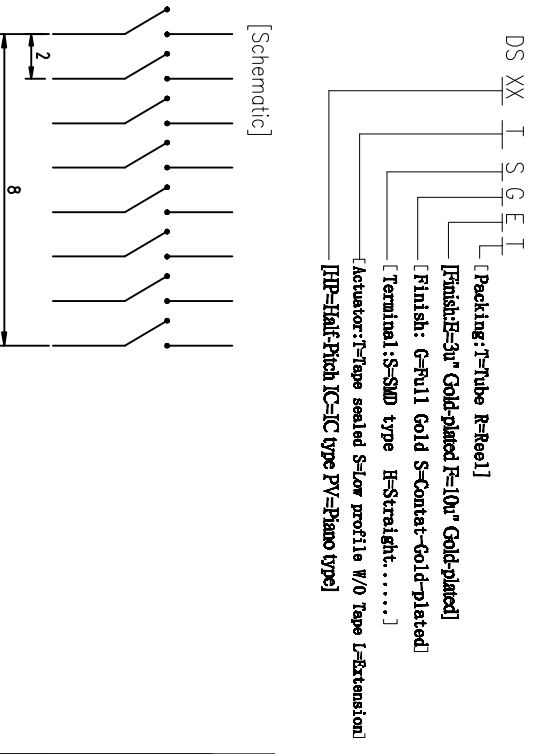 DS XX T S G E T
[Packing:T=Tube R=Reel]
[Finish:E=3u" Gold-plated F=10u" Gold-plated]
[Finish: G=Full Gold S=Contat-Gold-plated]
[Terminal:S=SMD type H=Straight......]
[Actuator:T=Tape sealed S=Low profile W/O Tape L=Extension]
[HP=Half-Pitch IC=IC type PV=Piano type]
[Schematic]
2
8